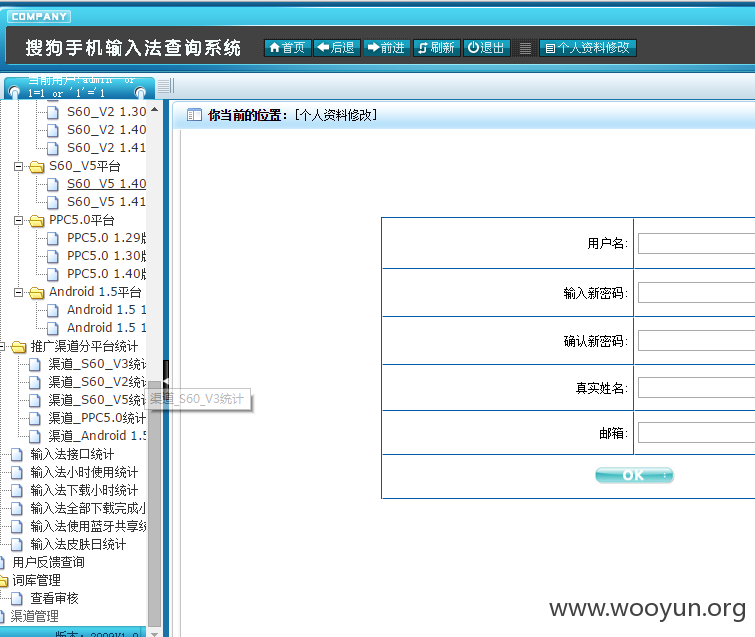 COMPANY
搜狗手机输入法查询系统
首页 后退 前进 刷新 退出 个人资料修改
当前用户:admin' or
1=1 or '1'='1
你当前的位置：[个人资料修改]
S60_V2 1.30
S60_V2 1.40
S60_V2 1.41
S60_V5平台
S60_V5 1.40
S60_V5 1.41
PPC5.0平台
PPC5.0 1.29版
PPC5.0 1.30版
PPC5.0 1.40版
Android 1.5平台
Android 1.5 1
Android 1.5 1
推广渠道分平台统计
渠道_S60_V3统计
渠道_S60_V2统计
渠道_S60_V5统计
渠道_S60_V3统计
渠道_PPC5.0统计
渠道_Android 1.5
输入法接口统计
输入法小时使用统计
输入法下载小时统计
输入法全部下载完成小
输入法使用蓝牙共享统
输入法皮肤日统计
用户反馈查询
词库管理
查看审核
渠道管理
版本: 2009V1.0
用户名:
输入新密码:
确认新密码:
真实姓名:
邮箱:
OK
www.wooyun.org